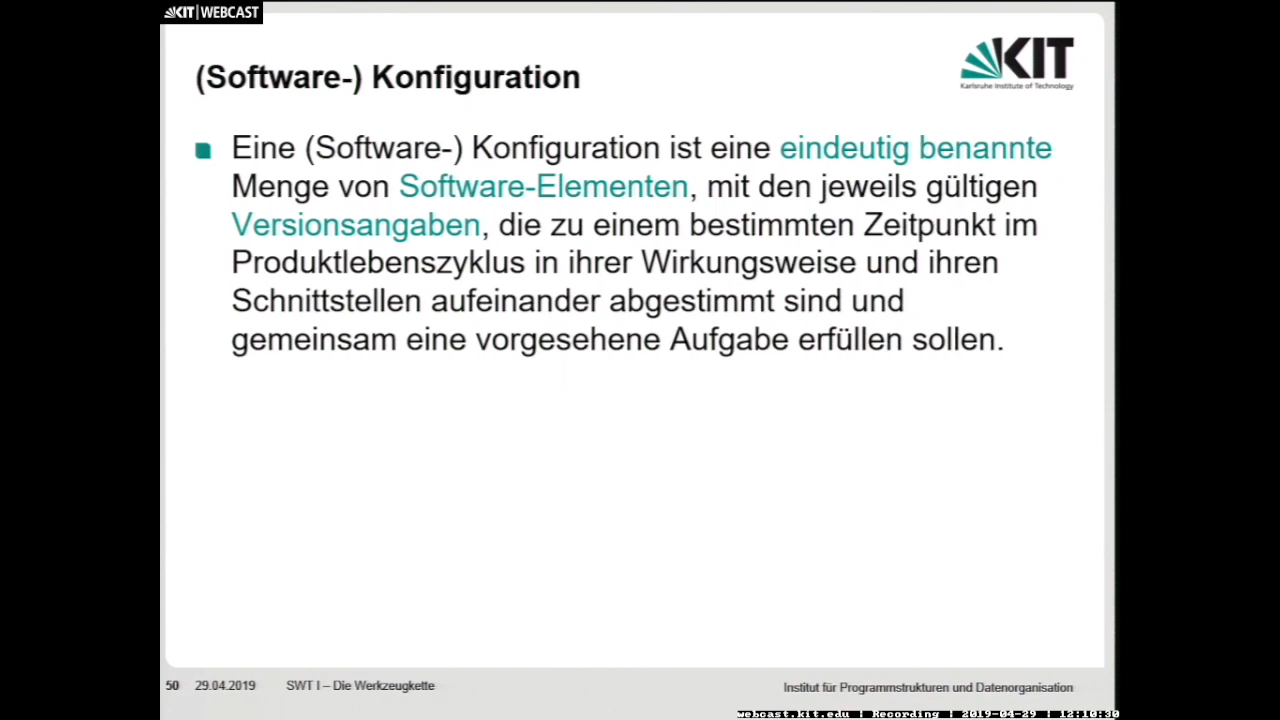 KIT | WEBCAST
(Software-) Konfiguration
KIT
Karlsruhe Institute of Technology
Eine (Software-) Konfiguration ist eine eindeutig benannte
Menge von Software-Elementen, mit den jeweils gültigen
Versionsangaben, die zu einem bestimmten Zeitpunkt im
Produktlebenszyklus in ihrer Wirkungsweise und ihren
Schnittstellen aufeinander abgestimmt sind und
gemeinsam eine vorgesehene Aufgabe erfüllen sollen.
50 29.04.2019 SWT I – Die Werkzeugkette
Institut für Programmstrukturen und Datenorganisation
webcast.kit.edu | Recording | 2019-04-29 | 12:10:30